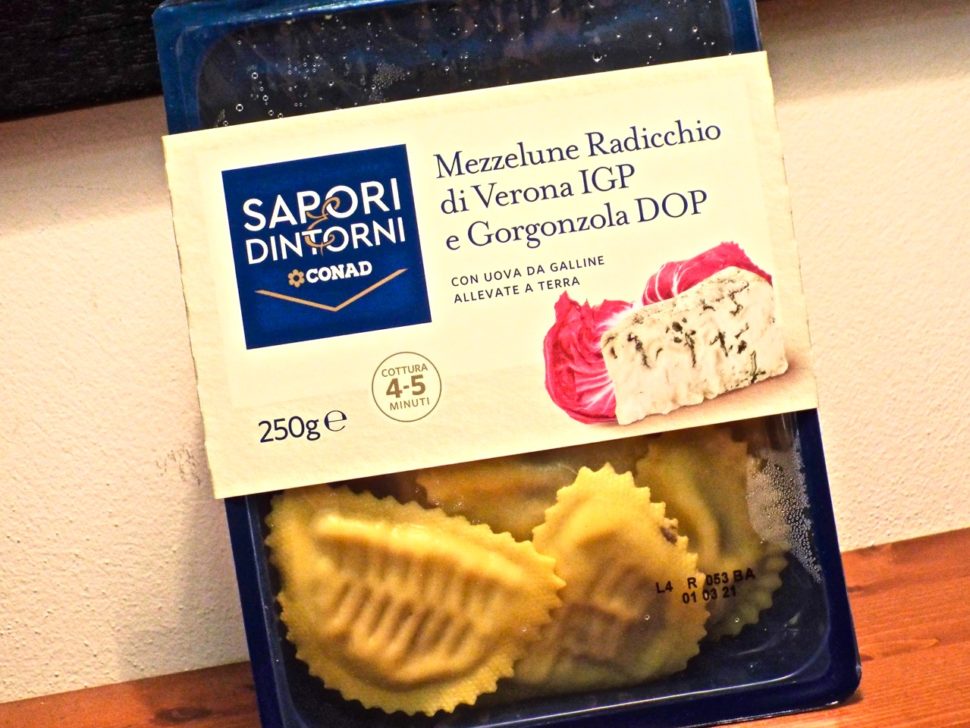 SAPORI
E
DINTORNI
CONAD
Mezzelune Radicchio
di Verona IGP
e Gorgonzola DOP
CON UOVA DA GALLINE
ALLEVATE A TERRA
COTTURA
4-5
MINUTI
250g e
L4 R 053 BA
01 03 21